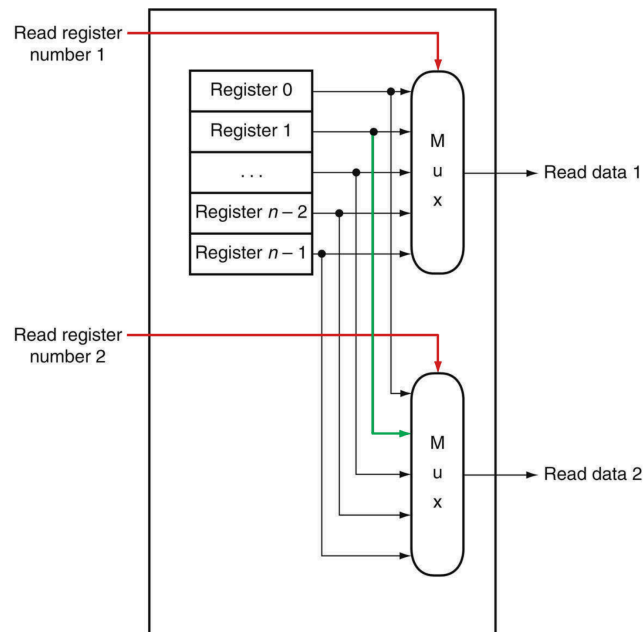 Read register
number 1
Register 0
Register 1
. . .
Register n – 2
Register n – 1
M
u
x
Read data 1
Read register
number 2
M
u
x
Read data 2